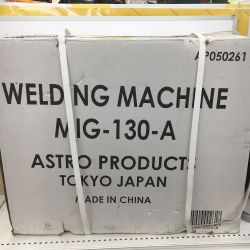 AP050261
WELDING MACHINE
MIG-130-A
ASTRO PRODUCTS
TOKYO JAPAN
MADE IN CHINA